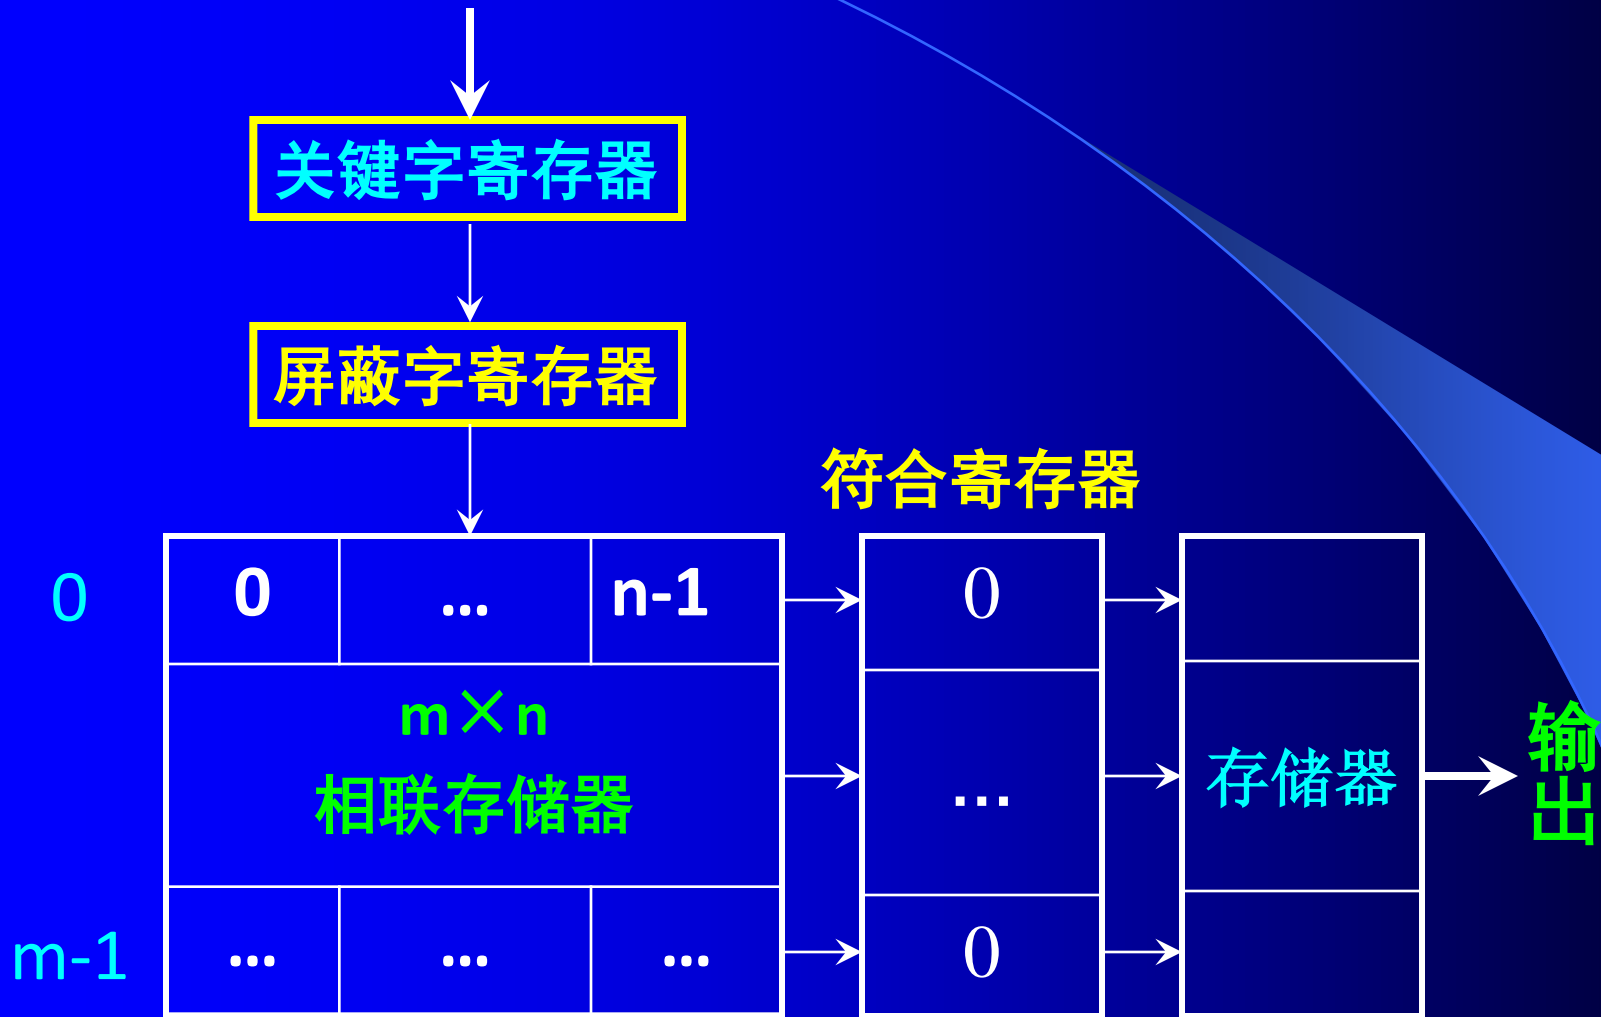 关键字寄存器
屏蔽字寄存器
符合寄存器
0
0 … n-1
0
m×n
相联存储器
…
存储器
输出
m-1
… … …
0